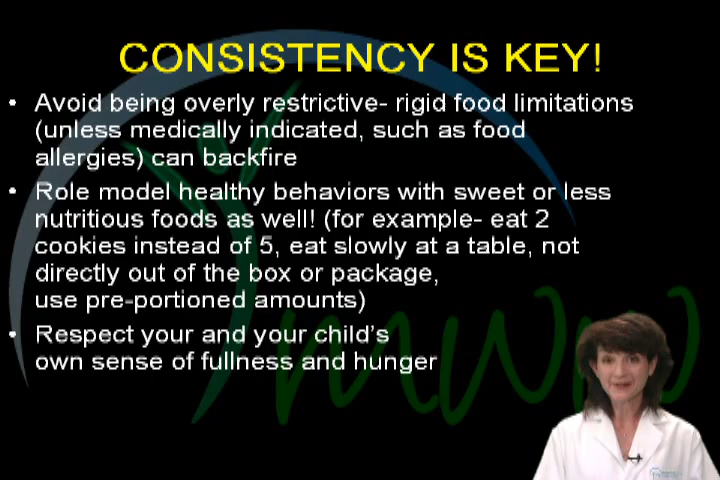 CONSISTENCY IS KEY!
• Avoid being overly restrictive- rigid food limitations
(unless medically indicated, such as food
allergies) can backfire
• Role model healthy behaviors with sweet or less
nutritious foods as well! (for example- eat 2
cookies instead of 5, eat slowly at a table, not
directly out of the box or package,
use pre-portioned amounts)
• Respect your and your child's
own sense of fullness and hunger
mwm